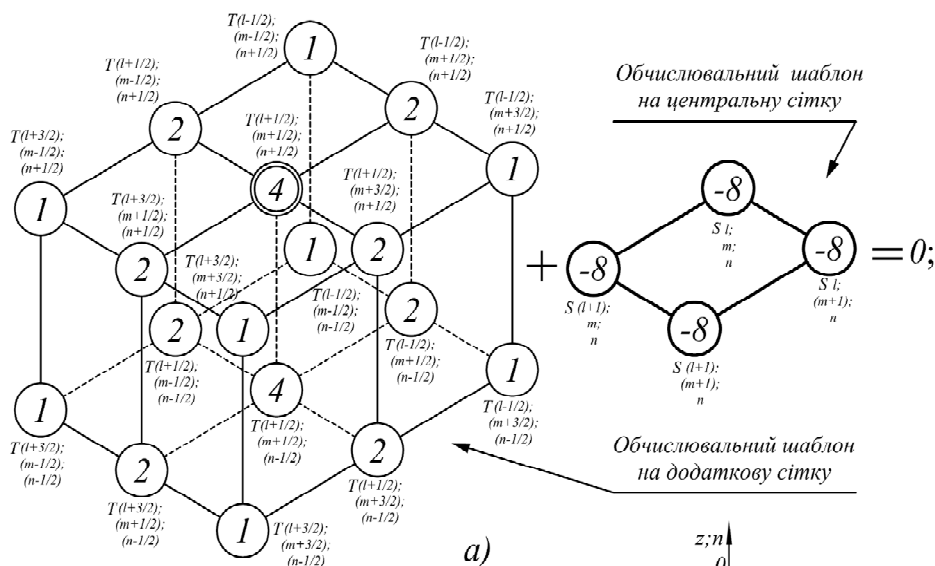 T(l-1/2);
(m-1/2);
(n+1/2)
1
T(l+1/2);
(m-1/2);
(n+1/2)
2
T(l-1/2);
(m+1/2);
(n+1/2)
2
T(l-1/2);
(m+3/2);
(n+1/2)
1
T(l+3/2);
(m-1/2);
(n+1/2)
1
T(l+1/2);
(m+1/2);
(n+1/2)
4
T(l+3/2);
(m+1/2);
(n+1/2)
2
T(l+1/2);
(m+3/2);
(n+1/2)
2
T(l+3/2);
(m+3/2);
(n+1/2)
1
1
T(l-1/2);
(m-1/2);
(n-1/2)
2
T(l+1/2);
(m-1/2);
(n-1/2)
2
T(l-1/2);
(m+1/2);
(n-1/2)
4
T(l+1/2);
(m+1/2);
(n-1/2)
1
T(l-1/2);
(m+3/2);
(n-1/2)
1
T(l+3/2);
(m-1/2);
(n-1/2)
2
T(l+3/2);
(m+1/2);
(n-1/2)
2
T(l+1/2);
(m+3/2);
(n-1/2)
1
T(l+3/2);
(m+3/2);
(n-1/2)
Обчислювальний шаблон
на центральну сітку
+
-8
S l;
m;
n
-8
S (l+1);
m;
n
-8
S l;
(m+1);
n
-8
S (l+1):
(m+1);
n
=0;
Обчислювальний шаблон
на додаткову сітку
а)
z;n
0